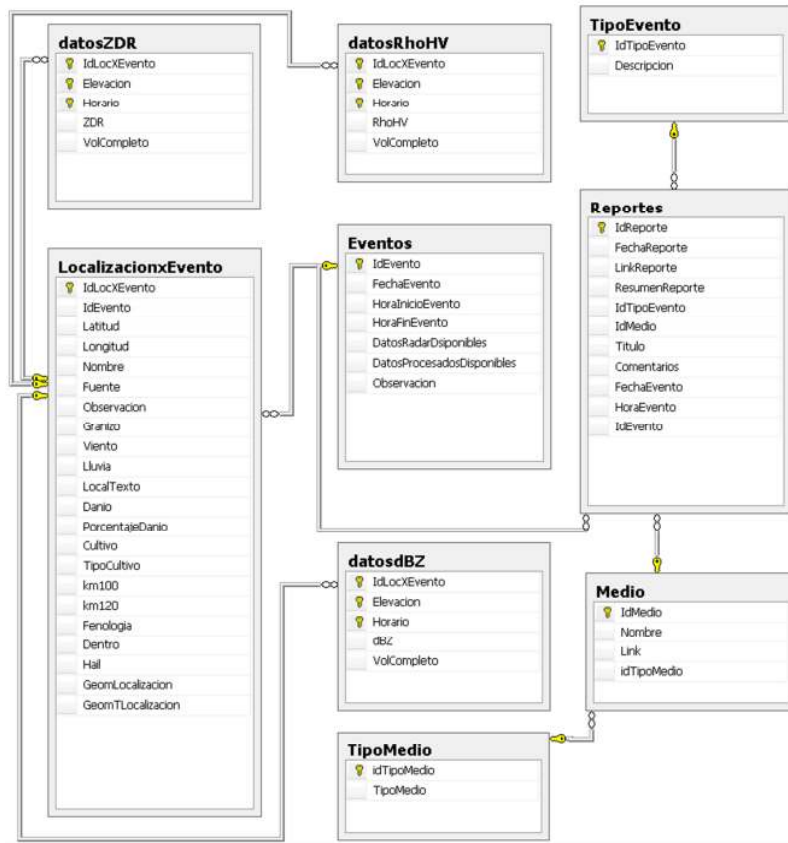 datosZDR
IdLocXEvento
Elevacion
Horario
ZDR
VolCompleto
datosRhoHV
IdLocXEvento
Elevacion
Horario
RhoHV
VolCompleto
TipoEvento
IdTipoEvento
Descripcion
LocalizacionxEvento
IdLocXEvento
IdEvento
Latitud
Longitud
Nombre
Fuente
Observacion
Granizo
Viento
Lluvia
LocalTexto
Danio
PorcentajeDanio
Cultivo
TipoCultivo
km100
km120
Fenologia
Dentro
Hail
GeomLocalizacion
GeomTLocalizacion
Eventos
IdEvento
FechaEvento
HoraInicioEvento
HoraFinEvento
DatosRadarDsiponibles
DatosProcesadosDisponibles
Observacion
Reportes
IdReporte
FechaReporte
LinkReporte
ResumenReporte
IdTipoEvento
IdMedio
Titulo
Comentarios
FechaEvento
HoraEvento
IdEvento
datosdBZ
IdLocXEvento
Elevacion
Horario
dBZ
VolCompleto
Medio
IdMedio
Nombre
Link
idTipoMedio
TipoMedio
idTipoMedio
TipoMedio